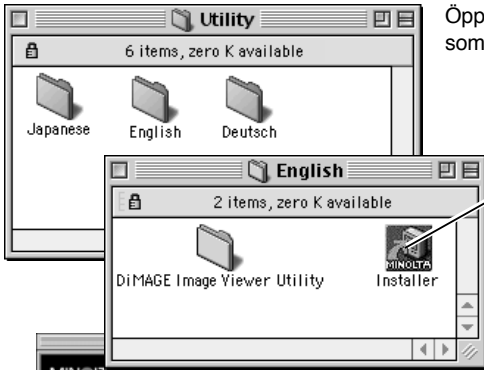 Utility
Öpp
som
6 items, zero K available
Japanese English Deutsch
English
2 items, zero K available
MINOLTA
DiMAGE Image Viewer Utility Installer